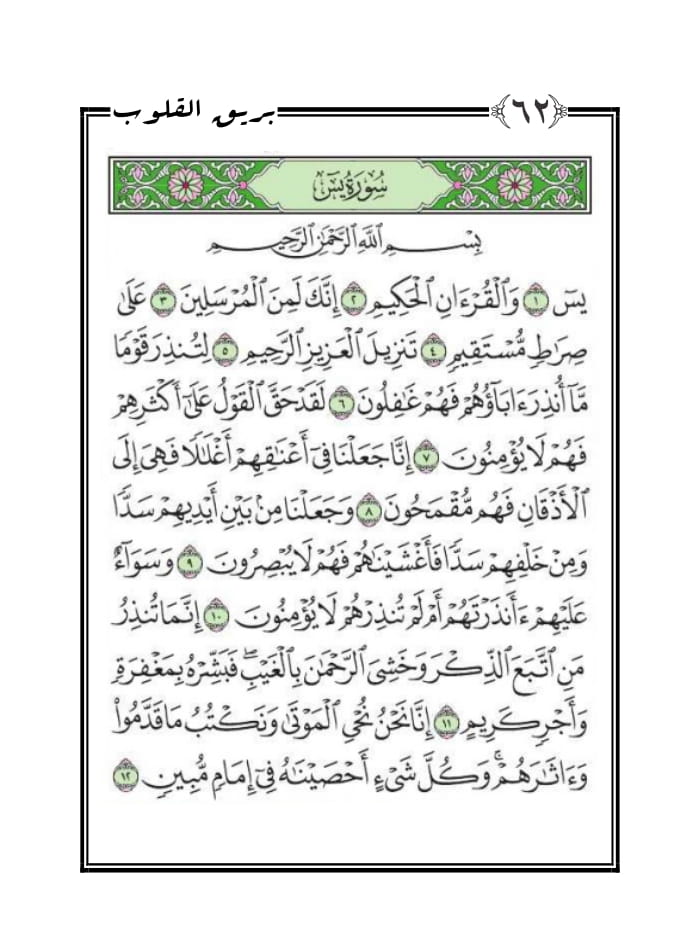 بريق القلوب
٦٢
سُورَةُ يسٓ
بِسْمِ ٱللَّهِ ٱلرَّحْمَٰنِ ٱلرَّحِيمِ
يسٓ ١ وَٱلْقُرْءَانِ ٱلْحَكِيمِ ٢ إِنَّكَ لَمِنَ ٱلْمُرْسَلِينَ ٣ عَلَىٰ
صِرَٰطٍ مُّسْتَقِيمٍ ٤ تَنزِيلَ ٱلْعَزِيزِ ٱلرَّحِيمِ ٥ لِتُنذِرَ قَوْمًا
مَّآ أُنذِرَ ءَابَآؤُهُمْ فَهُمْ غَٰفِلُونَ ٦ لَقَدْ حَقَّ ٱلْقَوْلُ عَلَىٰٓ أَكْثَرِهِمْ
فَهُمْ لَا يُؤْمِنُونَ ٧ إِنَّا جَعَلْنَا فِىٓ أَعْنَٰقِهِمْ أَغْلَٰلًا فَهِىَ إِلَى
ٱلْأَذْقَانِ فَهُم مُّقْمَحُونَ ٨ وَجَعَلْنَا مِنۢ بَيْنِ أَيْدِيهِمْ سَدًّا
وَمِنْ خَلْفِهِمْ سَدًّا فَأَغْشَيْنَٰهُمْ فَهُمْ لَا يُبْصِرُونَ ٩ وَسَوَآءٌ
عَلَيْهِمْ ءَأَنذَرْتَهُمْ أَمْ لَمْ تُنذِرْهُمْ لَا يُؤْمِنُونَ ١٠ إِنَّمَا تُنذِرُ
مَنِ ٱتَّبَعَ ٱلذِّكْرَ وَخَشِىَ ٱلرَّحْمَٰنَ بِٱلْغَيْبِ ۖ فَبَشِّرْهُ بِمَغْفِرَةٍ
وَأَجْرٍ كَرِيمٍ ١١ إِنَّا نَحْنُ نُحْىِ ٱلْمَوْتَىٰ وَنَكْتُبُ مَا قَدَّمُوا۟
وَءَاثَٰرَهُمْ ۚ وَكُلَّ شَىْءٍ أَحْصَيْنَٰهُ فِىٓ إِمَامٍ مُّبِينٍ ١٢